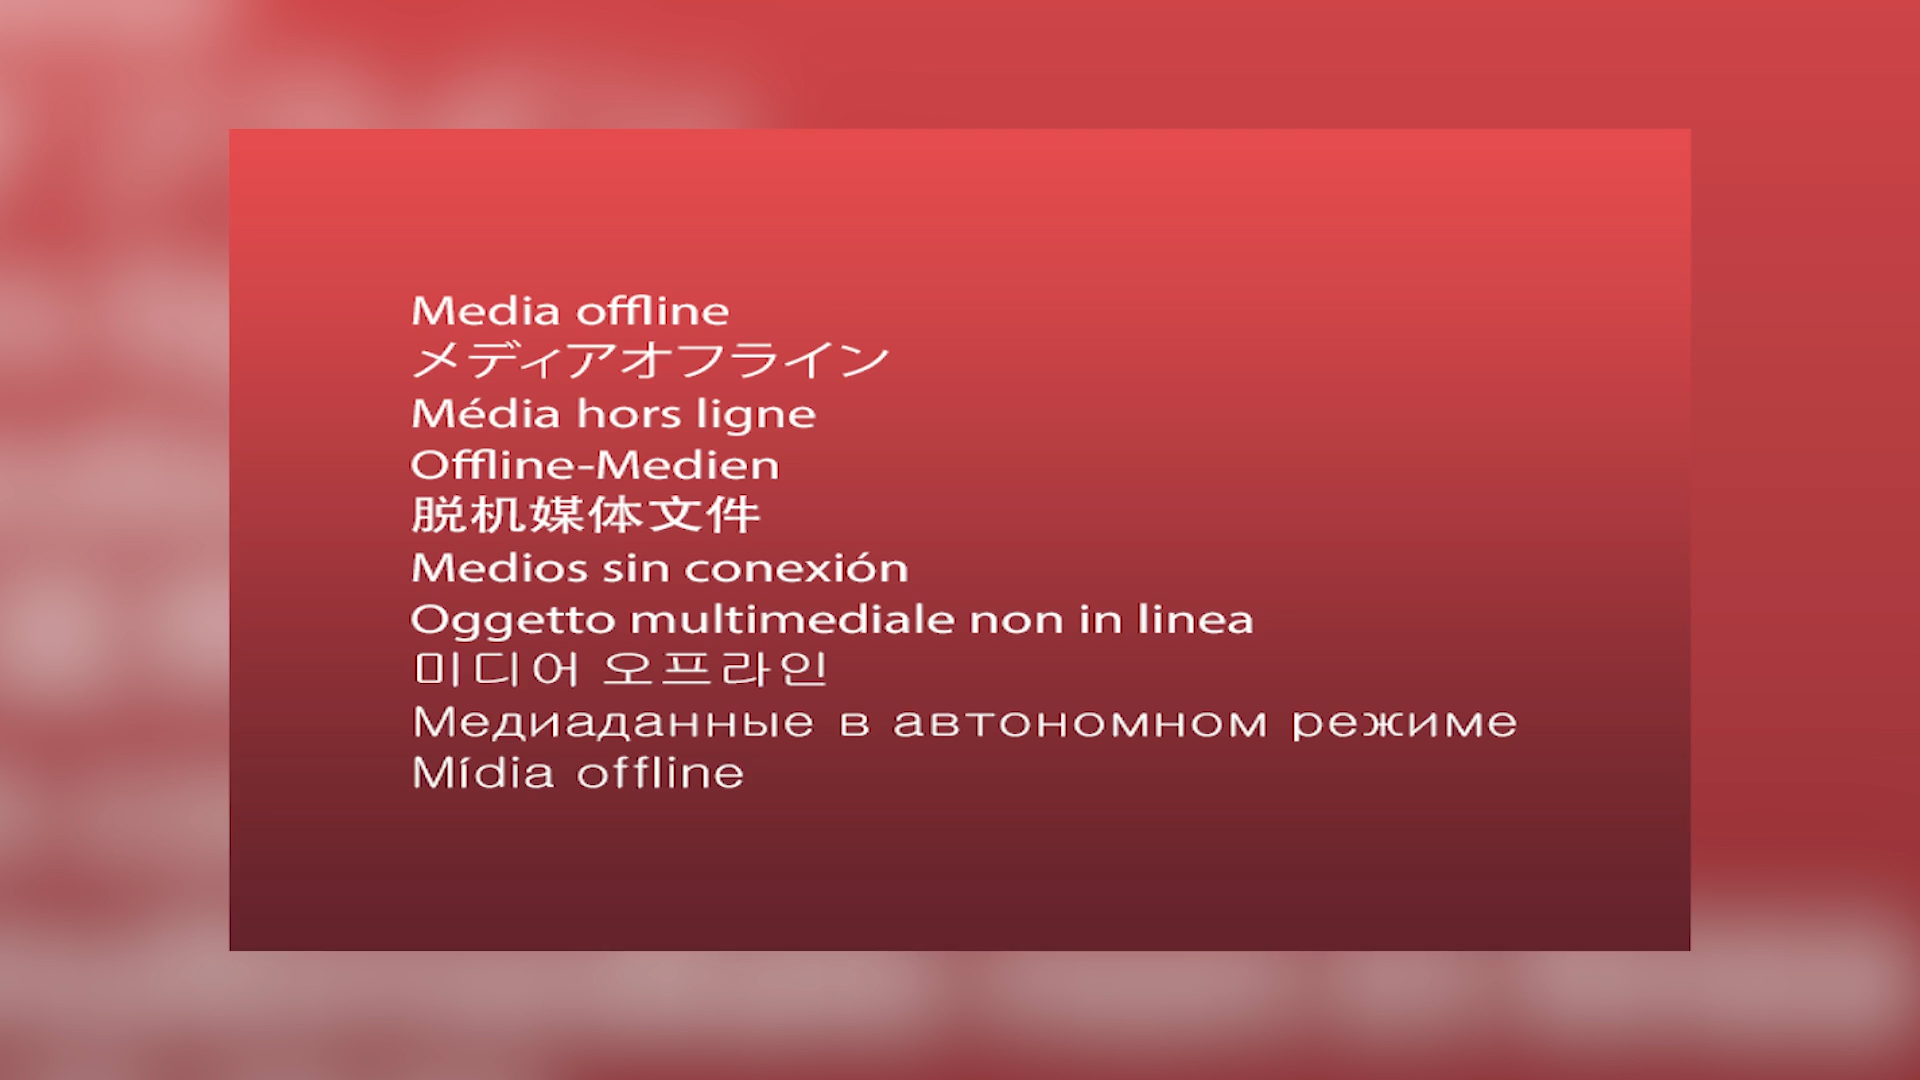 Media offline
メディアオフライン
Média hors ligne
Offline-Medien
脱机媒体文件
Medios sin conexión
Oggetto multimediale non in linea
미디어 오프라인
Медиаданные в автономном режиме
Mídia offline